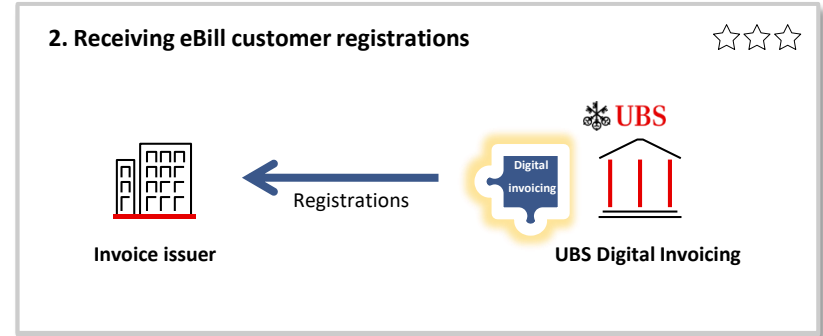 2. Receiving eBill customer registrations
UBS
Digital
invoicing
Registrations
Invoice issuer
UBS Digital Invoicing